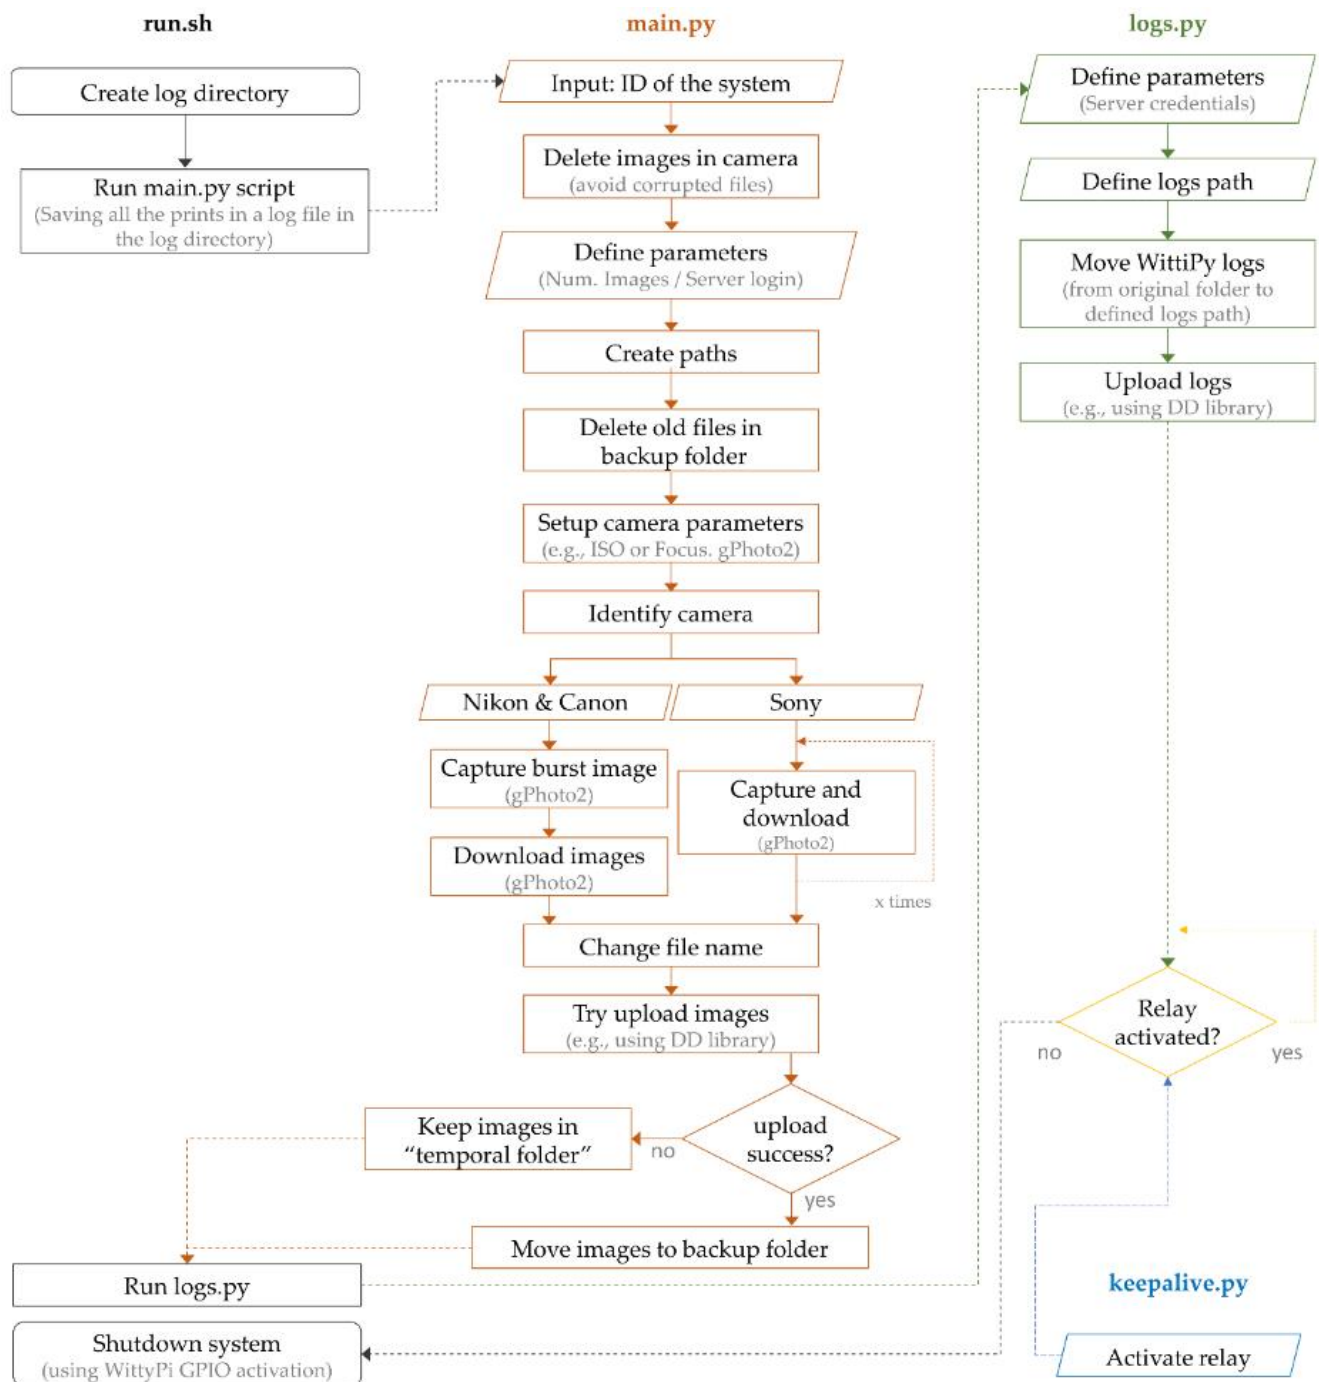 run.sh
Create log directory
Run main.py script
(Saving all the prints in a log file in
the log directory)
main.py
Input: ID of the system
Delete images in camera
(avoid corrupted files)
Define parameters
(Num. Images / Server login)
Create paths
Delete old files in
backup folder
Setup camera parameters
(e.g., ISO or Focus. gPhoto2)
Identify camera
Nikon & Canon
Capture burst image
(gPhoto2)
Download images
(gPhoto2)
Sony
Capture and
download
(gPhoto2)
x times
Change file name
Try upload images
(e.g., using DD library)
upload
success?
no
yes
Keep images in
“temporal folder”
Move images to backup folder
Run logs.py
Shutdown system
(using WittyPi GPIO activation)
logs.py
Define parameters
(Server credentials)
Define logs path
Move WittiPy logs
(from original folder to
defined logs path)
Upload logs
(e.g., using DD library)
Relay
activated?
no
yes
keepalive.py
Activate relay